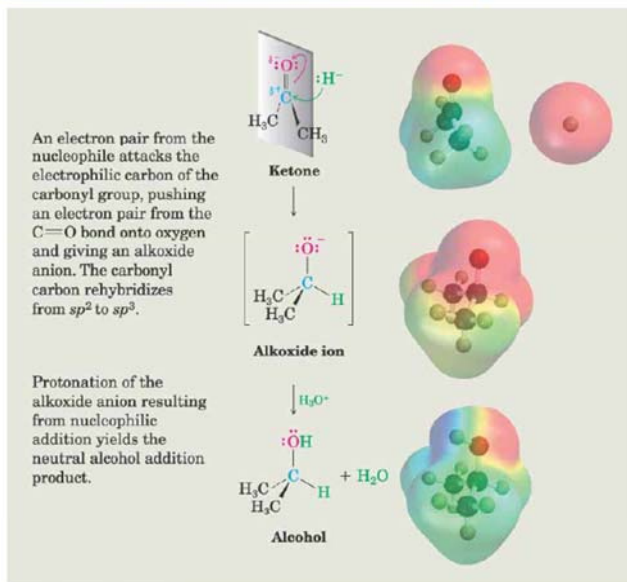 δ−
:O:
:H−
δ+
C
H₃C
CH₃
Ketone
An electron pair from the
nucleophile attacks the
electrophilic carbon of the
carbonyl group, pushing
an electron pair from the
C=O bond onto oxygen
and giving an alkoxide
anion. The carbonyl
carbon rehybridizes
from sp² to sp³.
:Ö:−
C
H₃C
H
H₃C
Alkoxide ion
Protonation of the
alkoxide anion resulting
from nucleophilic
addition yields the
neutral alcohol addition
product.
H₃O⁺
:ÖH
C
H₃C
H
H₃C
+ H₂O
Alcohol